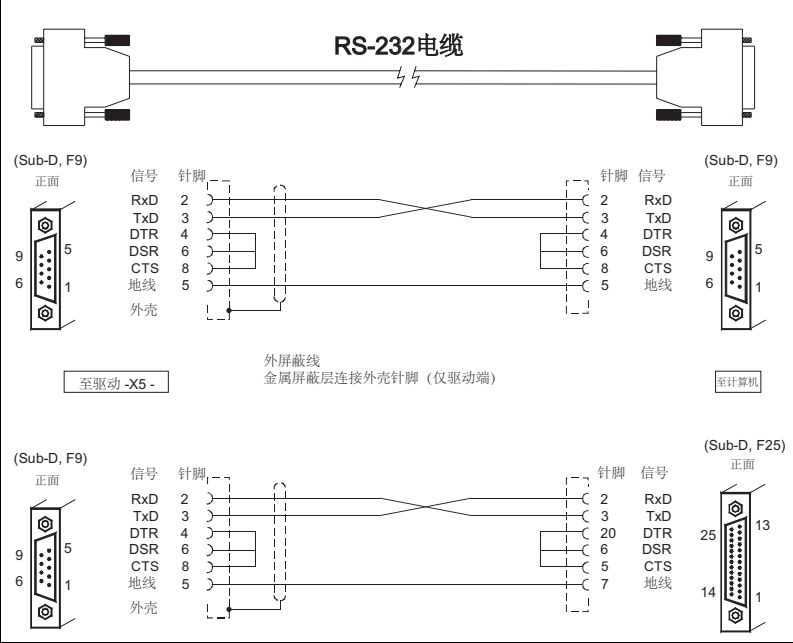 RS-232电缆
(Sub-D, F9)
正面
9
5
6
1
信号 针脚
RxD 2
TxD 3
DTR 4
DSR 6
CTS 8
地线 5
外壳
针脚 信号
2 RxD
3 TxD
4 DTR
6 DSR
8 CTS
5 地线
(Sub-D, F9)
正面
9
5
6
1
外屏蔽线
金属屏蔽层连接外壳针脚 (仅驱动端)
至驱动 -X5 -
至计算机
(Sub-D, F9)
正面
9
5
6
1
信号 针脚
RxD 2
TxD 3
DTR 4
DSR 6
CTS 8
地线 5
外壳
针脚 信号
2 RxD
3 TxD
20 DTR
6 DSR
5 CTS
7 地线
(Sub-D, F25)
正面
25
13
14
1